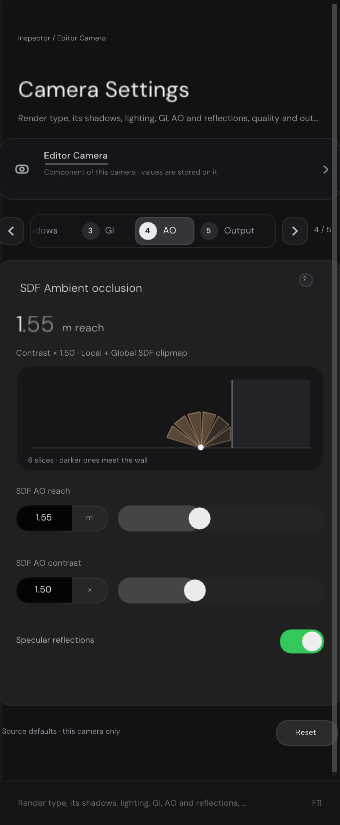 Inspector / Editor Camera
Camera Settings
Render type, its shadows, lighting, GI, AO and reflections, quality and out...
Editor Camera
Component of this camera · values are stored on it
dows 3 GI 4 AO 5 Output 4 / 5
SDF Ambient occlusion ?
1.55 m reach
Contrast × 1.50 · Local + Global SDF clipmap
6 slices · darker ones meet the wall
SDF AO reach
1.55 m
SDF AO contrast
1.50 ×
Specular reflections
Source defaults · this camera only Reset
Render type, its shadows, lighting, GI, AO and reflections, ... F11